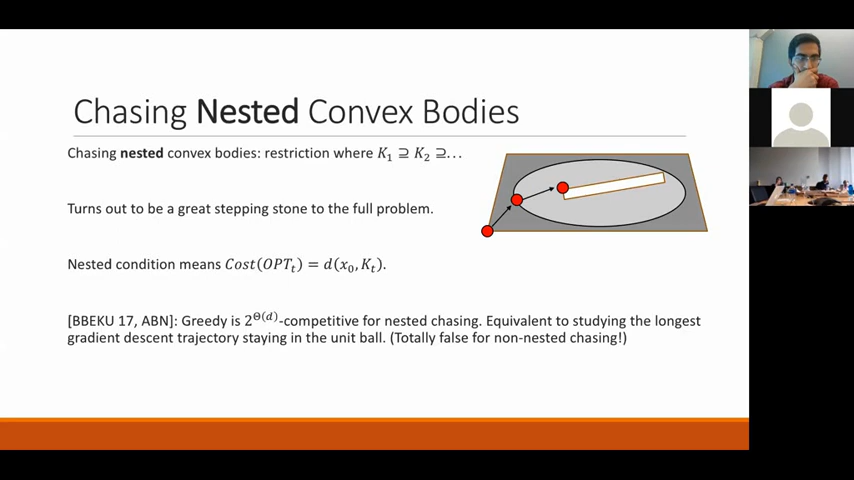 Chasing Nested Convex Bodies
Chasing nested convex bodies: restriction where K₁ ⊇ K₂ ⊇…
Turns out to be a great stepping stone to the full problem.
Nested condition means Cost(OPTₜ) = d(x₀, Kₜ).
[BBEKU 17, ABN]: Greedy is 2^Θ(d)-competitive for nested chasing. Equivalent to studying the longest
gradient descent trajectory staying in the unit ball. (Totally false for non-nested chasing!)